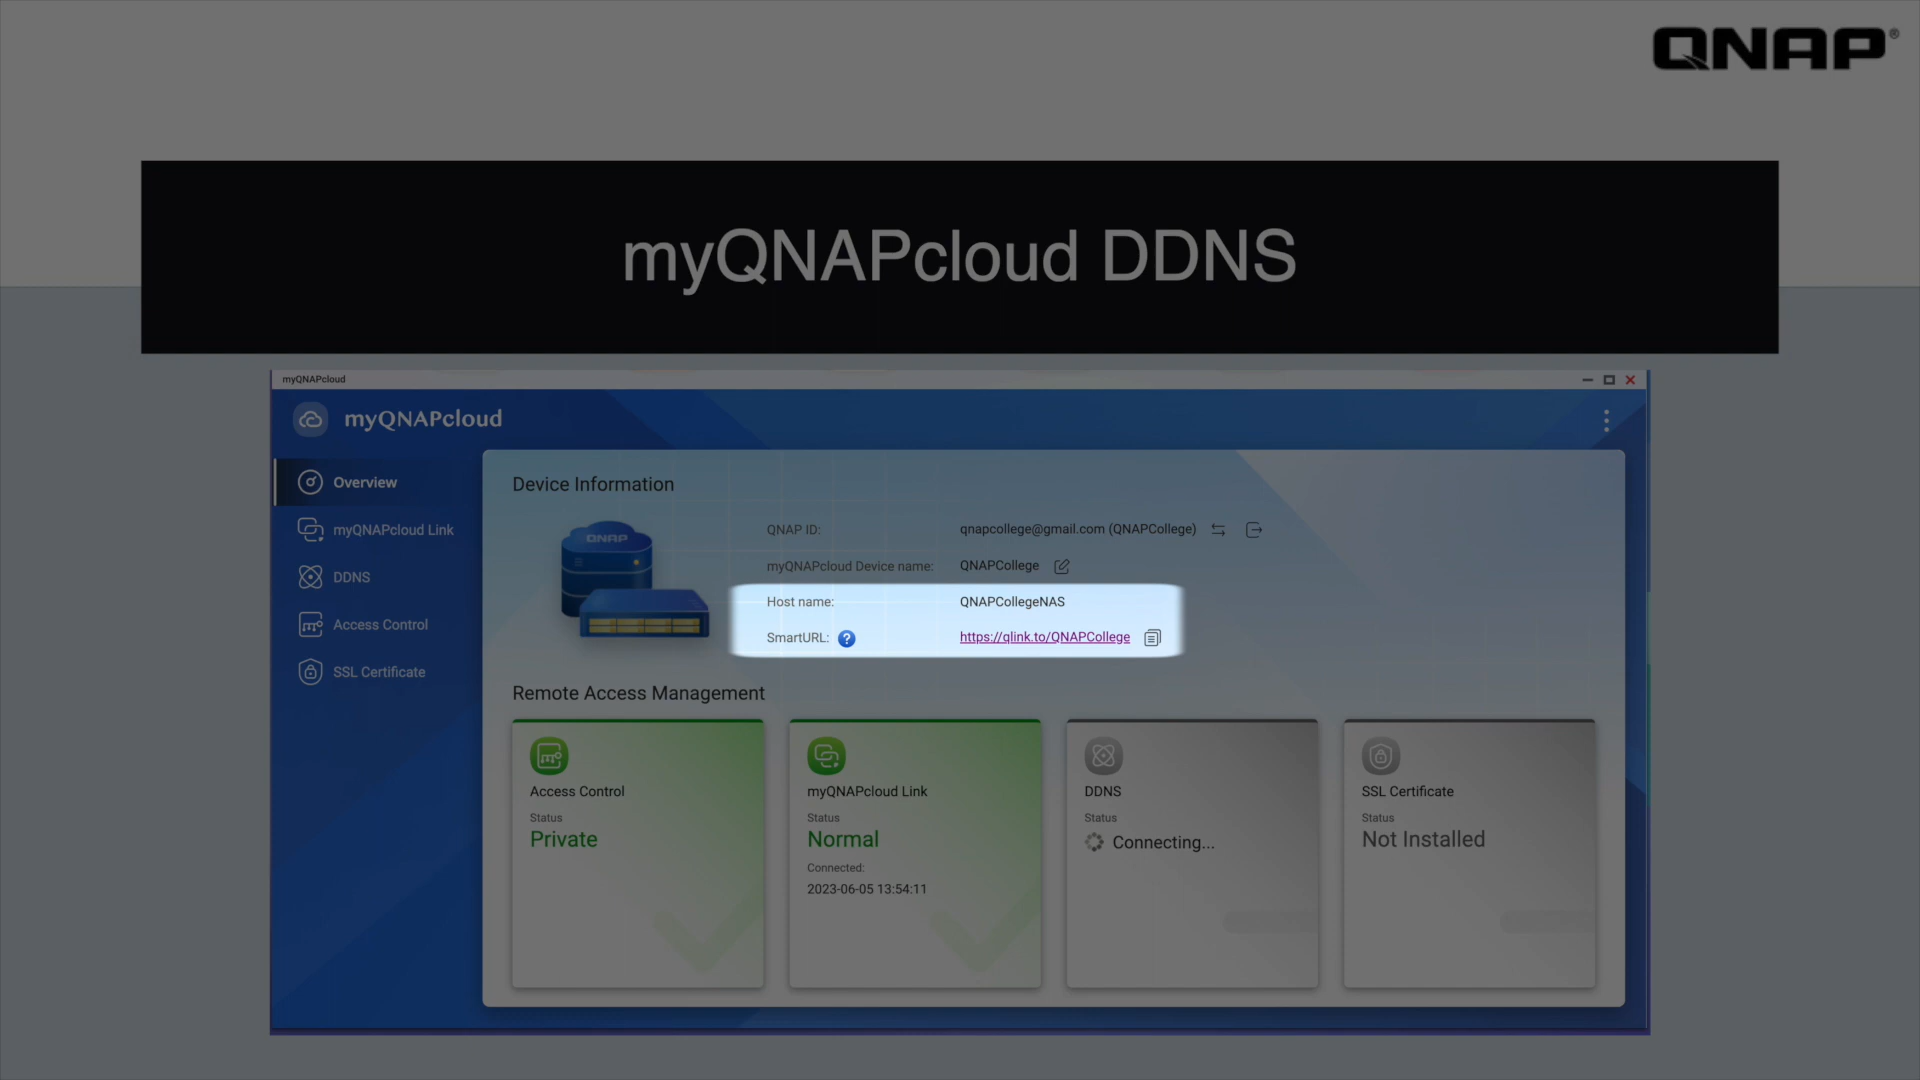 QNAP®
myQNAPcloud DDNS
myQNAPcloud
myQNAPcloud
Overview
myQNAPcloud Link
DDNS
Access Control
SSL Certificate
Device Information
QNAP
QNAP ID: qnapcollege@gmail.com (QNAPCollege)
myQNAPcloud Device name: QNAPCollege
Host name: QNAPCollegeNAS
SmartURL: ? https://qlink.to/QNAPCollege
Remote Access Management
Access Control
Status
Private
myQNAPcloud Link
Status
Normal
Connected:
2023-06-05 13:54:11
DDNS
Status
Connecting...
SSL Certificate
Status
Not Installed